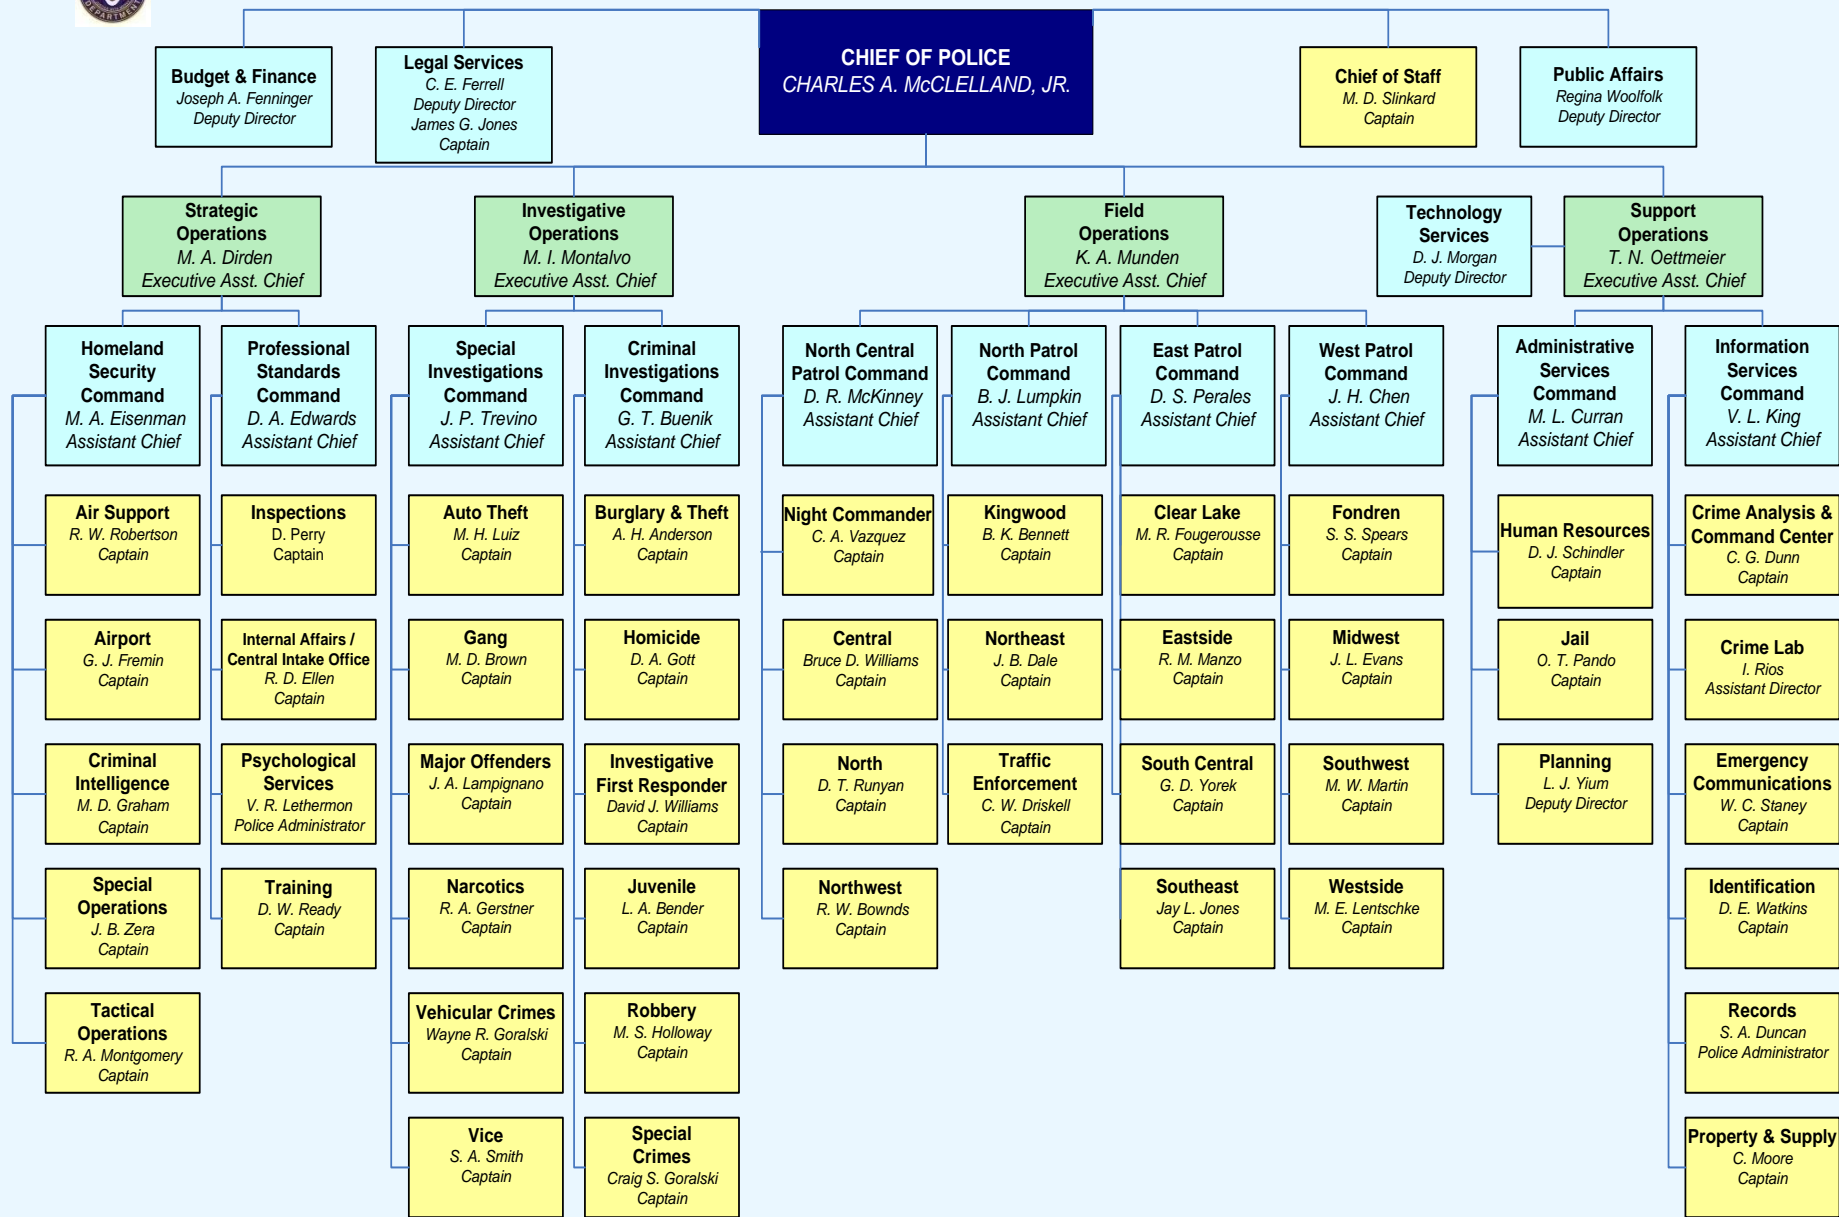 DEPARTMENT
CHIEF OF POLICE
CHARLES A. McCLELLAND, JR.
Budget & Finance
Joseph A. Fenninger
Deputy Director
Legal Services
C. E. Ferrell
Deputy Director
James G. Jones
Captain
Chief of Staff
M. D. Slinkard
Captain
Public Affairs
Regina Woolfolk
Deputy Director
Strategic
Operations
M. A. Dirden
Executive Asst. Chief
Investigative
Operations
M. I. Montalvo
Executive Asst. Chief
Field
Operations
K. A. Munden
Executive Asst. Chief
Technology
Services
D. J. Morgan
Deputy Director
Support
Operations
T. N. Oettmeier
Executive Asst. Chief
Homeland
Security
Command
M. A. Eisenman
Assistant Chief
Professional
Standards
Command
D. A. Edwards
Assistant Chief
Special
Investigations
Command
J. P. Trevino
Assistant Chief
Criminal
Investigations
Command
G. T. Buenik
Assistant Chief
North Central
Patrol Command
D. R. McKinney
Assistant Chief
North Patrol
Command
B. J. Lumpkin
Assistant Chief
East Patrol
Command
D. S. Perales
Assistant Chief
West Patrol
Command
J. H. Chen
Assistant Chief
Administrative
Services
Command
M. L. Curran
Assistant Chief
Information
Services
Command
V. L. King
Assistant Chief
Air Support
R. W. Robertson
Captain
Inspections
D. Perry
Captain
Auto Theft
M. H. Luiz
Captain
Burglary & Theft
A. H. Anderson
Captain
Night Commander
C. A. Vazquez
Captain
Kingwood
B. K. Bennett
Captain
Clear Lake
M. R. Fougerousse
Captain
Fondren
S. S. Spears
Captain
Human Resources
D. J. Schindler
Captain
Crime Analysis &
Command Center
C. G. Dunn
Captain
Airport
G. J. Fremin
Captain
Internal Affairs /
Central Intake Office
R. D. Ellen
Captain
Gang
M. D. Brown
Captain
Homicide
D. A. Gott
Captain
Central
Bruce D. Williams
Captain
Northeast
J. B. Dale
Captain
Eastside
R. M. Manzo
Captain
Midwest
J. L. Evans
Captain
Jail
O. T. Pando
Captain
Crime Lab
I. Rios
Assistant Director
Criminal
Intelligence
M. D. Graham
Captain
Psychological
Services
V. R. Lethermon
Police Administrator
Major Offenders
J. A. Lampignano
Captain
Investigative
First Responder
David J. Williams
Captain
North
D. T. Runyan
Captain
Traffic
Enforcement
C. W. Driskell
Captain
South Central
G. D. Yorek
Captain
Southwest
M. W. Martin
Captain
Planning
L. J. Yium
Deputy Director
Emergency
Communications
W. C. Staney
Captain
Special
Operations
J. B. Zera
Captain
Training
D. W. Ready
Captain
Narcotics
R. A. Gerstner
Captain
Juvenile
L. A. Bender
Captain
Northwest
R. W. Bownds
Captain
Southeast
Jay L. Jones
Captain
Westside
M. E. Lentschke
Captain
Identification
D. E. Watkins
Captain
Tactical
Operations
R. A. Montgomery
Captain
Vehicular Crimes
Wayne R. Goralski
Captain
Robbery
M. S. Holloway
Captain
Records
S. A. Duncan
Police Administrator
Vice
S. A. Smith
Captain
Special
Crimes
Craig S. Goralski
Captain
Property & Supply
C. Moore
Captain